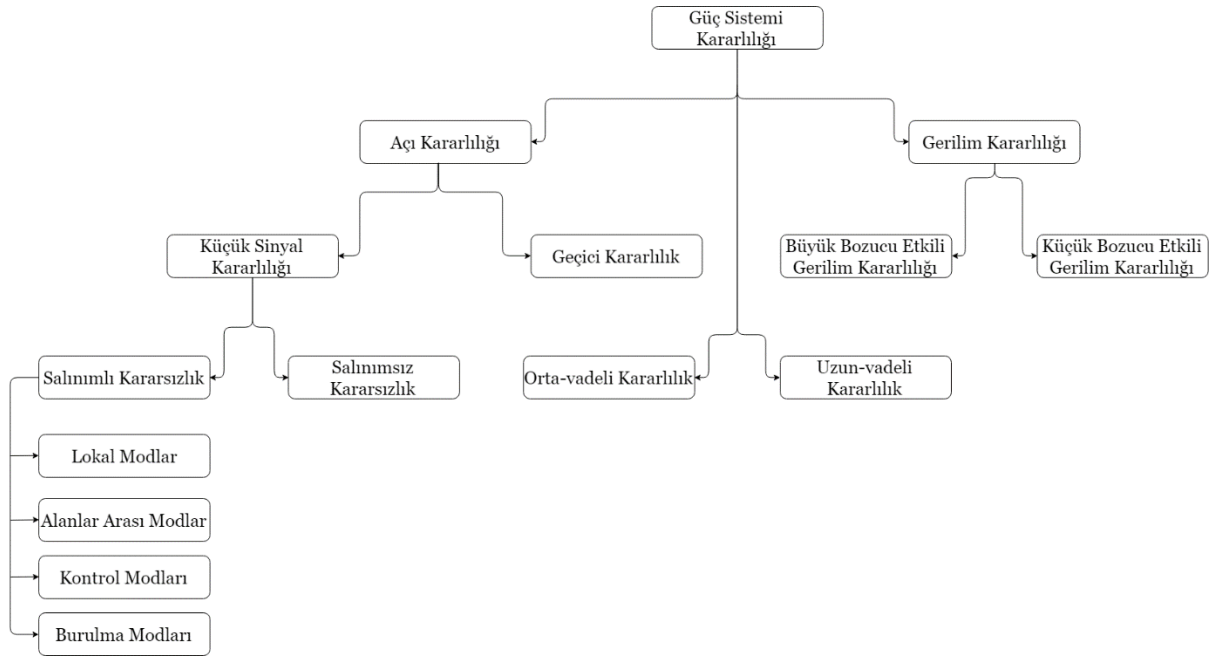 Güç Sistemi
Kararlılığı
Açı Kararlılığı
Gerilim Kararlılığı
Küçük Sinyal
Kararlılığı
Geçici Kararlılık
Büyük Bozucu Etkili
Gerilim Kararlılığı
Küçük Bozucu Etkili
Gerilim Kararlılığı
Salınımlı Kararsızlık
Salınımsız
Kararsızlık
Orta-vadeli Kararlılık
Uzun-vadeli
Kararlılık
Lokal Modlar
Alanlar Arası Modlar
Kontrol Modları
Burulma Modları